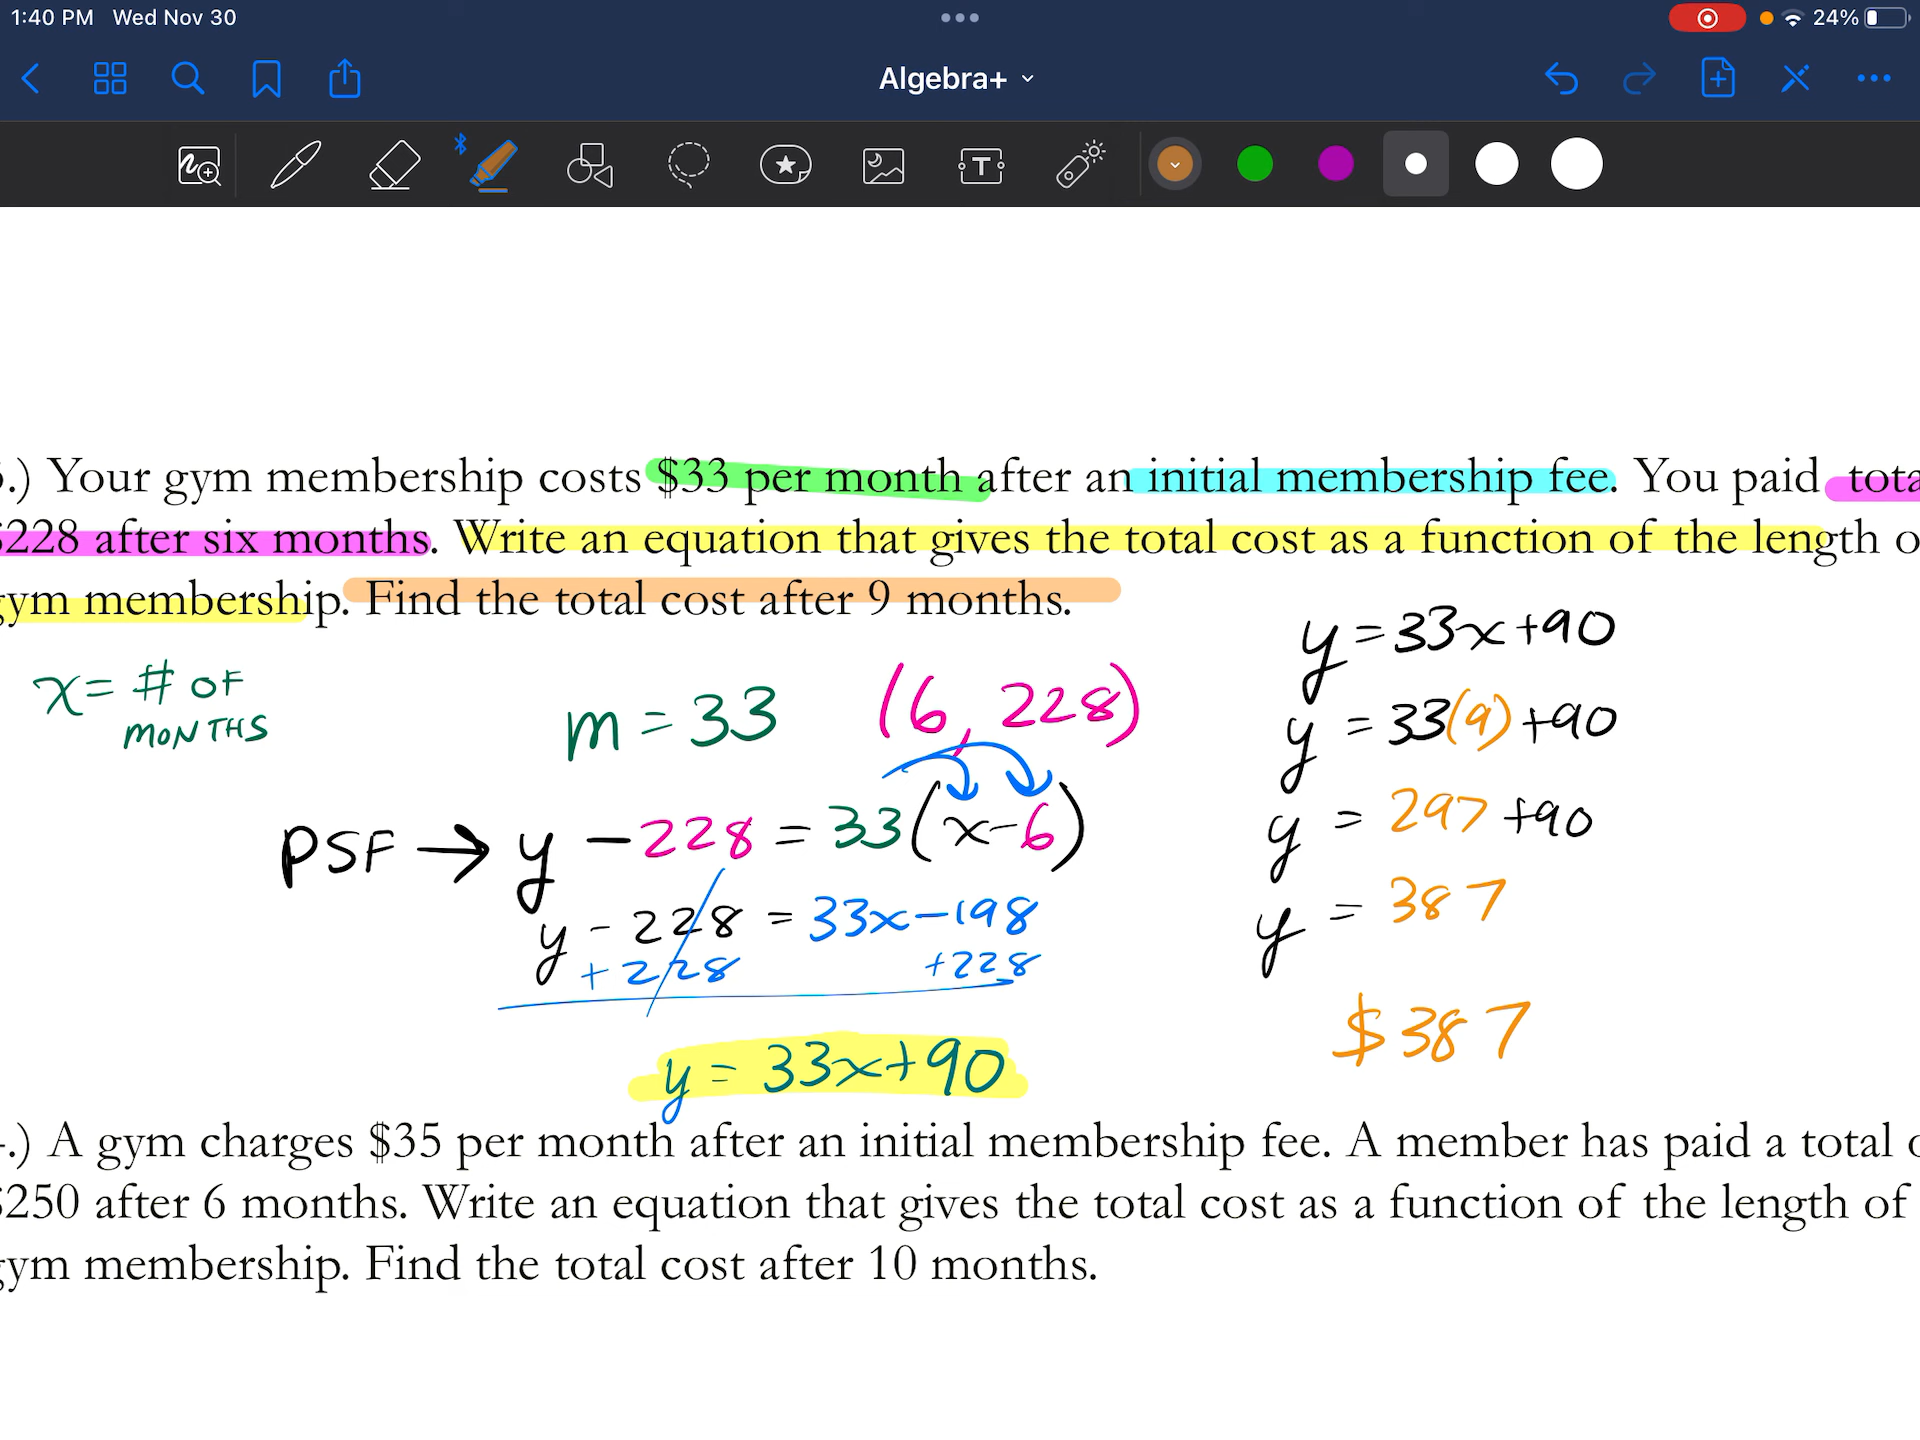 1:40 PM Wed Nov 30
24%
Algebra+
.) Your gym membership costs $33 per month after an initial membership fee. You paid tota
$228 after six months. Write an equation that gives the total cost as a function of the length o
gym membership. Find the total cost after 9 months.
x = # OF
MONTHS
m = 33
(6, 228)
PSF → y - 228 = 33(x-6)
y - 228 = 33x-198
+228 +228
y = 33x+90
y = 33x+90
y = 33(9)+90
y = 297+90
y = 387
$387
.) A gym charges $35 per month after an initial membership fee. A member has paid a total o
$250 after 6 months. Write an equation that gives the total cost as a function of the length of
gym membership. Find the total cost after 10 months.